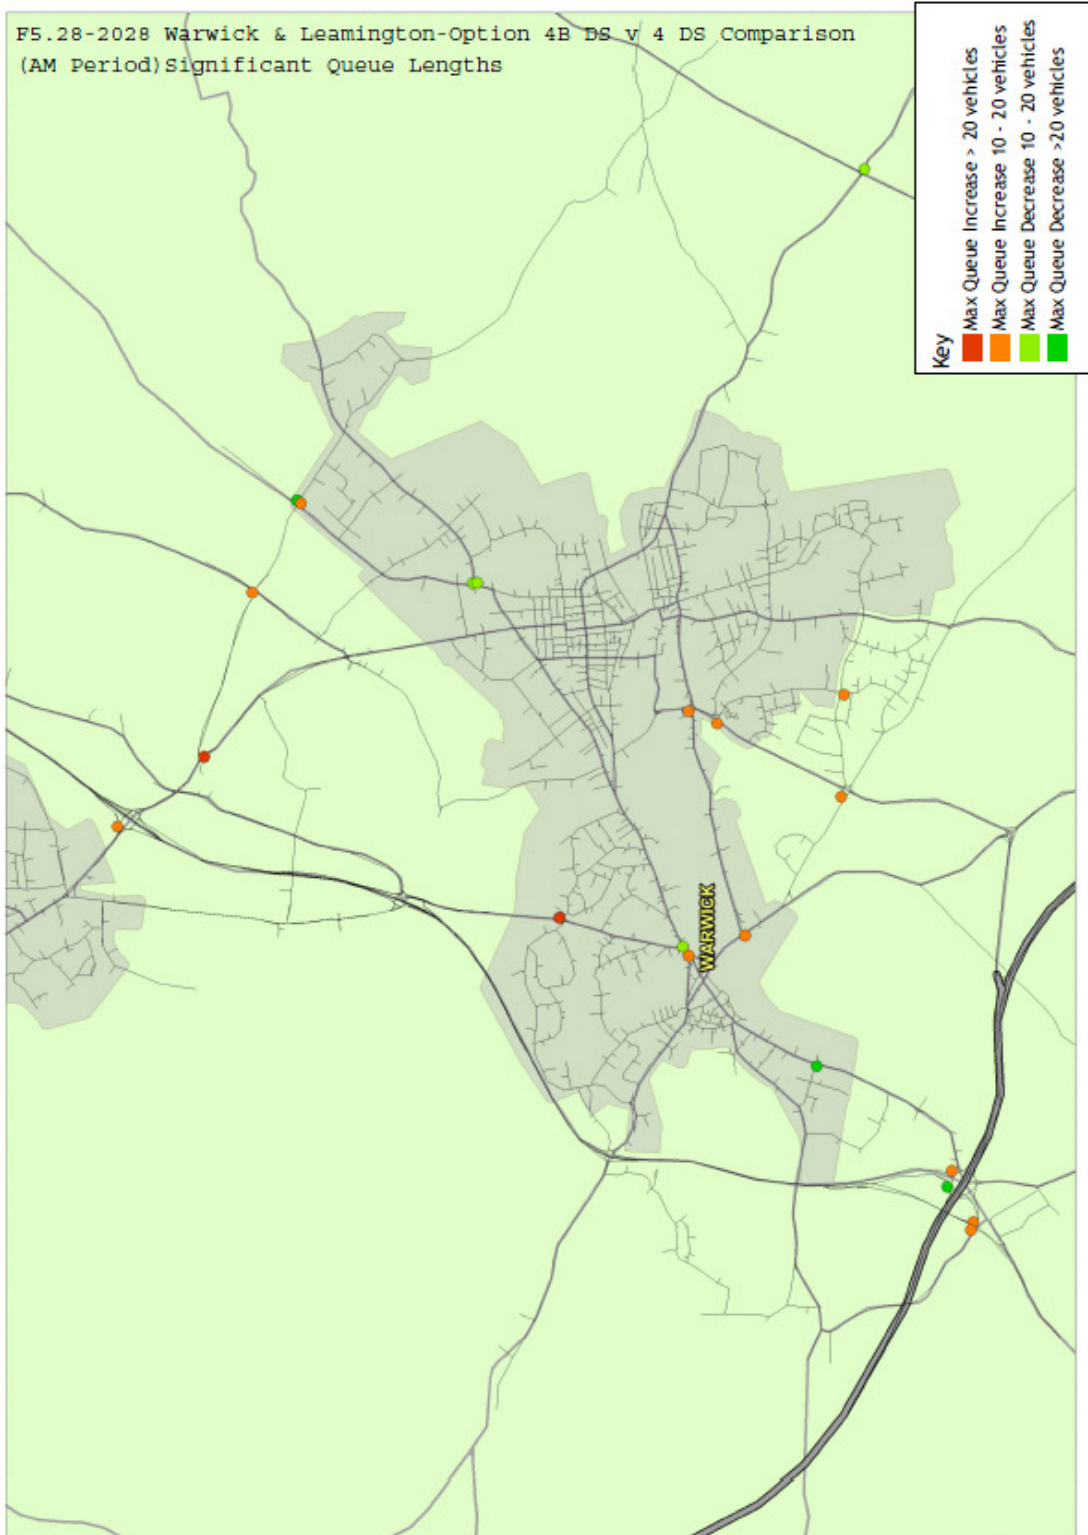 F5.28-2028 Warwick & Leamington-Option 4B DS v 4 DS Comparison
(AM Period)Significant Queue Lengths
Key
Max Queue Increase > 20 vehicles
Max Queue Increase 10 - 20 vehicles
Max Queue Decrease 10 - 20 vehicles
Max Queue Decrease >20 vehicles
WARWICK